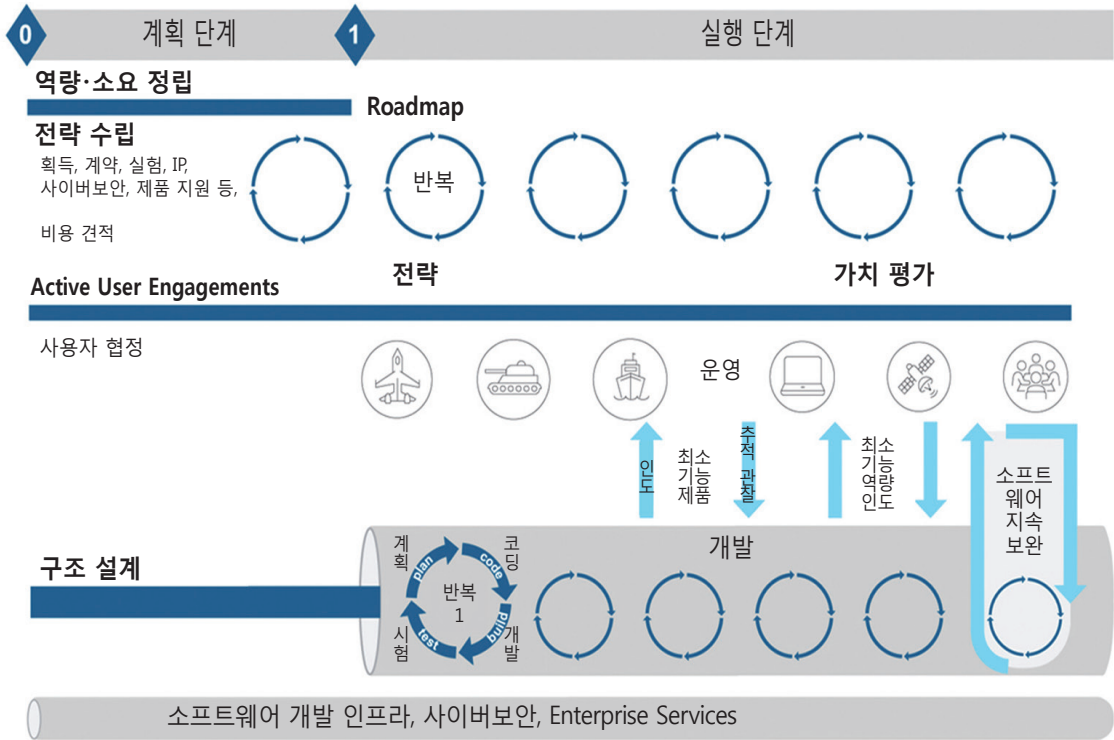 0
계획 단계
1
실행 단계
역량·소요 정립
Roadmap
전략 수립
획득, 계약, 실험, IP,
사이버보안, 제품 지원 등,
비용 견적
반복
전략
가치 평가
Active User Engagements
사용자 협정
운영
인도
최소
기능
제품
추적 관찰
최소
기능
역량
인도
소프트
웨어
지속
보완
구조 설계
개발
계획
plan
코딩
code
반복
1
시험
test
개발
build
소프트웨어 개발 인프라, 사이버보안, Enterprise Services